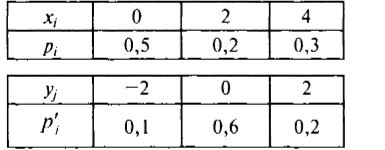 xᵢ 0 2 4
pᵢ 0,5 0,2 0,3
yⱼ −2 0 2
p′ᵢ 0,1 0,6 0,2